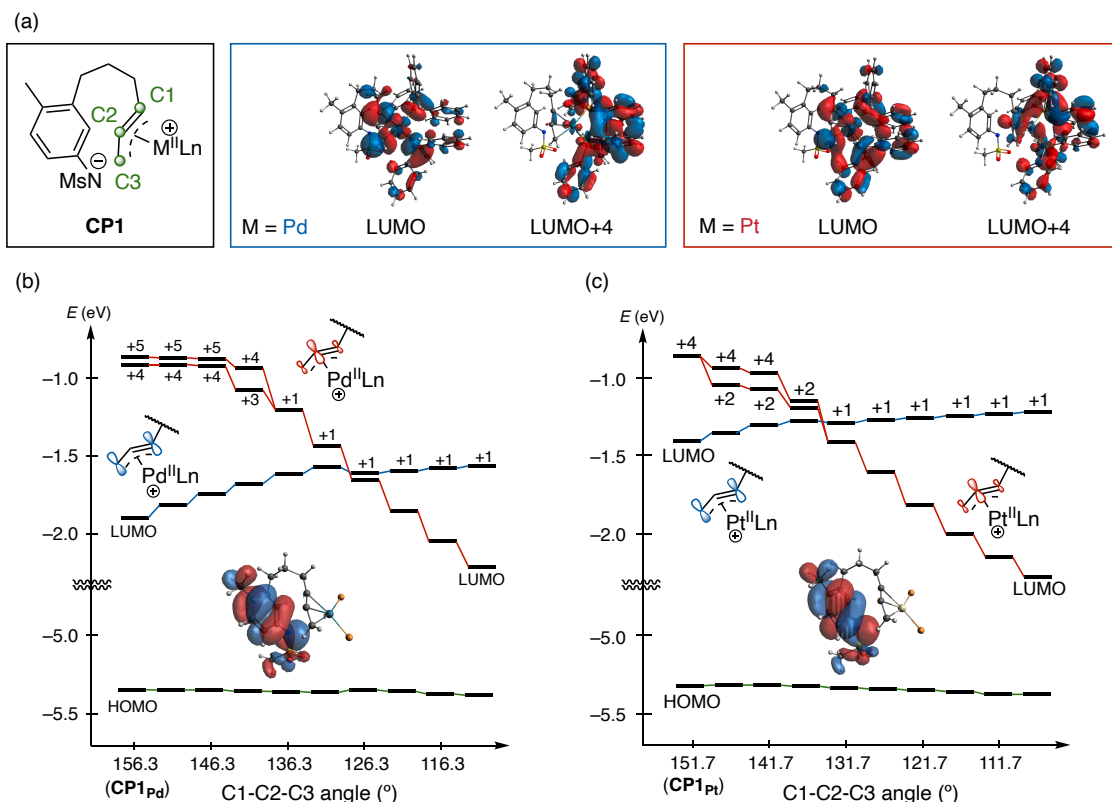 (a)
C1
C2
M^II Ln
⊕
⊖
MsN
C3
CP1
M = Pd
LUMO
LUMO+4
M = Pt
LUMO
LUMO+4
(b)
E (eV)
+5 +5 +5 +4
+4 +4 +4 +3 +1
Pd^II Ln
⊕
–1.0
+1
Pd^II Ln
⊕
–1.5
+1 +1 +1 +1
LUMO
–2.0
LUMO
–5.0
HOMO
–5.5
156.3 146.3 136.3 126.3 116.3
(CP1Pd) C1-C2-C3 angle (º)
(c)
E (eV)
+4 +4 +4
+2 +2 +2
–1.0
+1 +1 +1 +1 +1 +1 +1
LUMO
–1.5
Pt^II Ln
⊕
Pt^II Ln
⊕
–2.0
LUMO
–5.0
HOMO
–5.5
151.7 141.7 131.7 121.7 111.7
(CP1Pt) C1-C2-C3 angle (º)